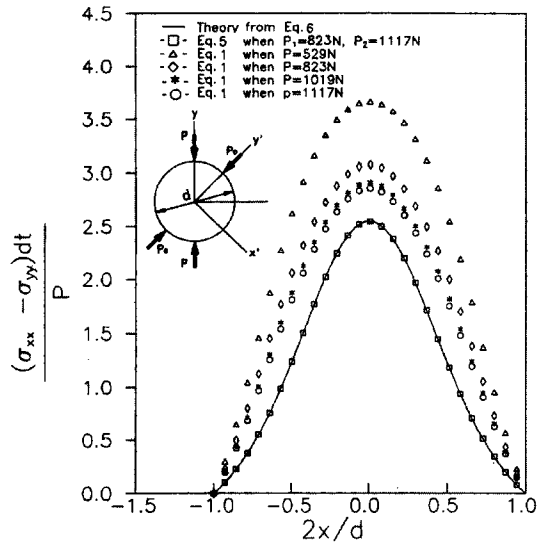 Theory from Eq.6
Eq.5 when P₁=823N, P₂=1117N
Eq.1 when P=529N
Eq.1 when P=823N
Eq.1 when P=1019N
Eq.1 when p=1117N
4.5
4.0
3.5
3.0
2.5
2.0
1.5
1.0
0.5
0.0
(σxx −σyy)dt
P
P
y
y'
P₀
d
P₀
P
x'
−1.5
−1.0
−0.5
0.0
0.5
1.0
2x/d